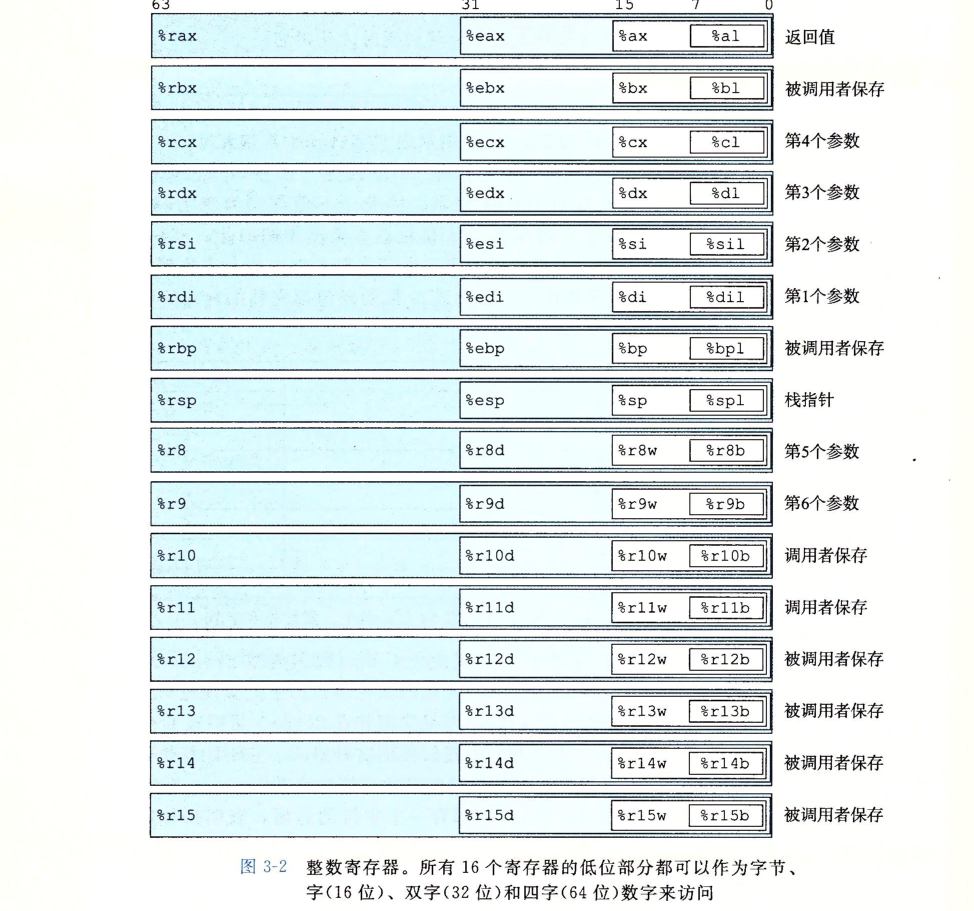 63 31 15 7 0
%rax %eax %ax %al 返回值
%rbx %ebx %bx %bl 被调用者保存
%rcx %ecx %cx %cl 第4个参数
%rdx %edx %dx %dl 第3个参数
%rsi %esi %si %sil 第2个参数
%rdi %edi %di %dil 第1个参数
%rbp %ebp %bp %bpl 被调用者保存
%rsp %esp %sp %spl 栈指针
%r8 %r8d %r8w %r8b 第5个参数
%r9 %r9d %r9w %r9b 第6个参数
%r10 %r10d %r10w %r10b 调用者保存
%r11 %r11d %r11w %r11b 调用者保存
%r12 %r12d %r12w %r12b 被调用者保存
%r13 %r13d %r13w %r13b 被调用者保存
%r14 %r14d %r14w %r14b 被调用者保存
%r15 %r15d %r15w %r15b 被调用者保存
图 3-2 整数寄存器。所有 16 个寄存器的低位部分都可以作为字节、
字(16 位)、双字(32 位)和四字(64 位)数字来访问